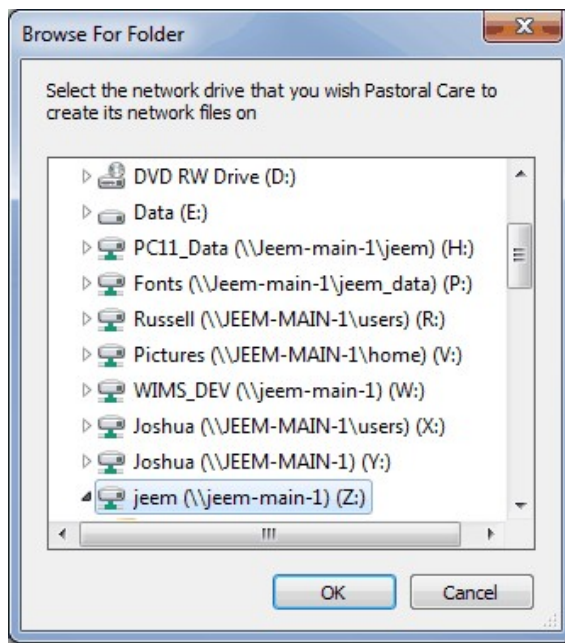 Browse For Folder
Select the network drive that you wish Pastoral Care to
create its network files on
DVD RW Drive (D:)
Data (E:)
PC11_Data (\\Jeem-main-1\jeem) (H:)
Fonts (\\Jeem-main-1\jeem_data) (P:)
Russell (\\JEEM-MAIN-1\users) (R:)
Pictures (\\JEEM-MAIN-1\home) (V:)
WIMS_DEV (\\jeem-main-1) (W:)
Joshua (\\JEEM-MAIN-1\users) (X:)
Joshua (\\JEEM-MAIN-1) (Y:)
jeem (\\jeem-main-1) (Z:)
OK Cancel